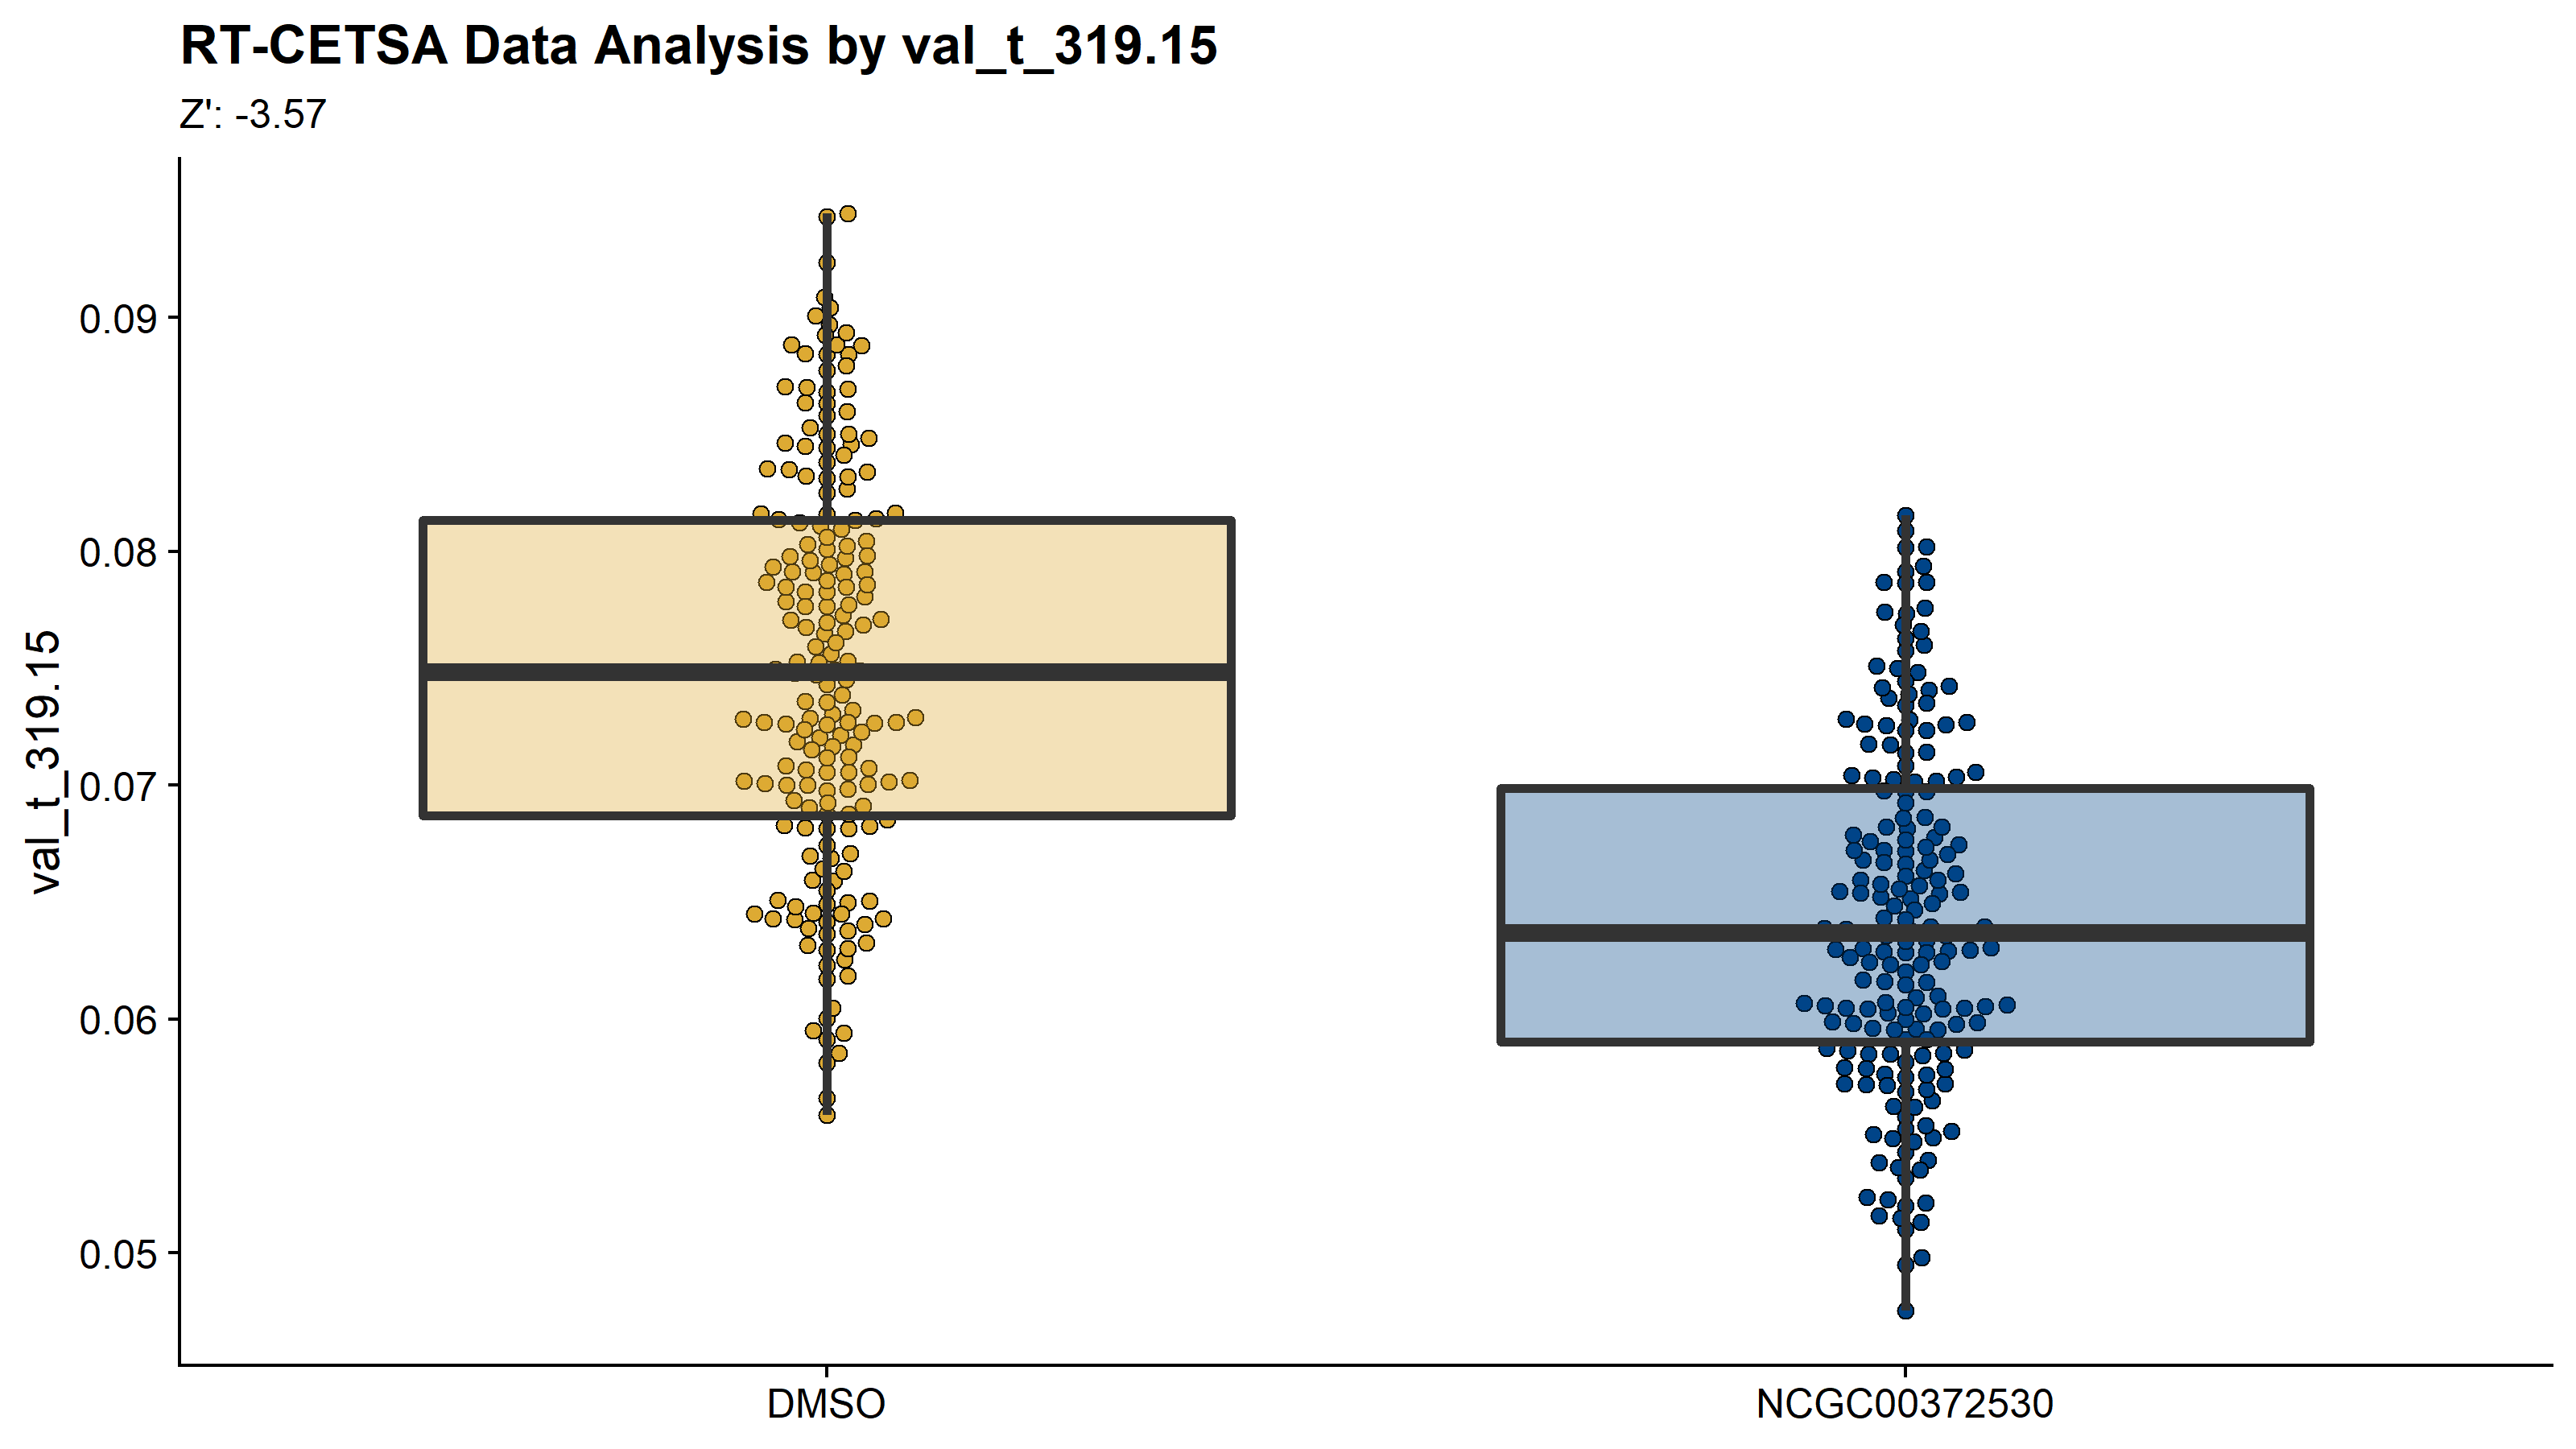 RT-CETSA Data Analysis by val_t_319.15
Z': -3.57
val_t_319.15
0.09
0.08
0.07
0.06
0.05
DMSO
NCGC00372530